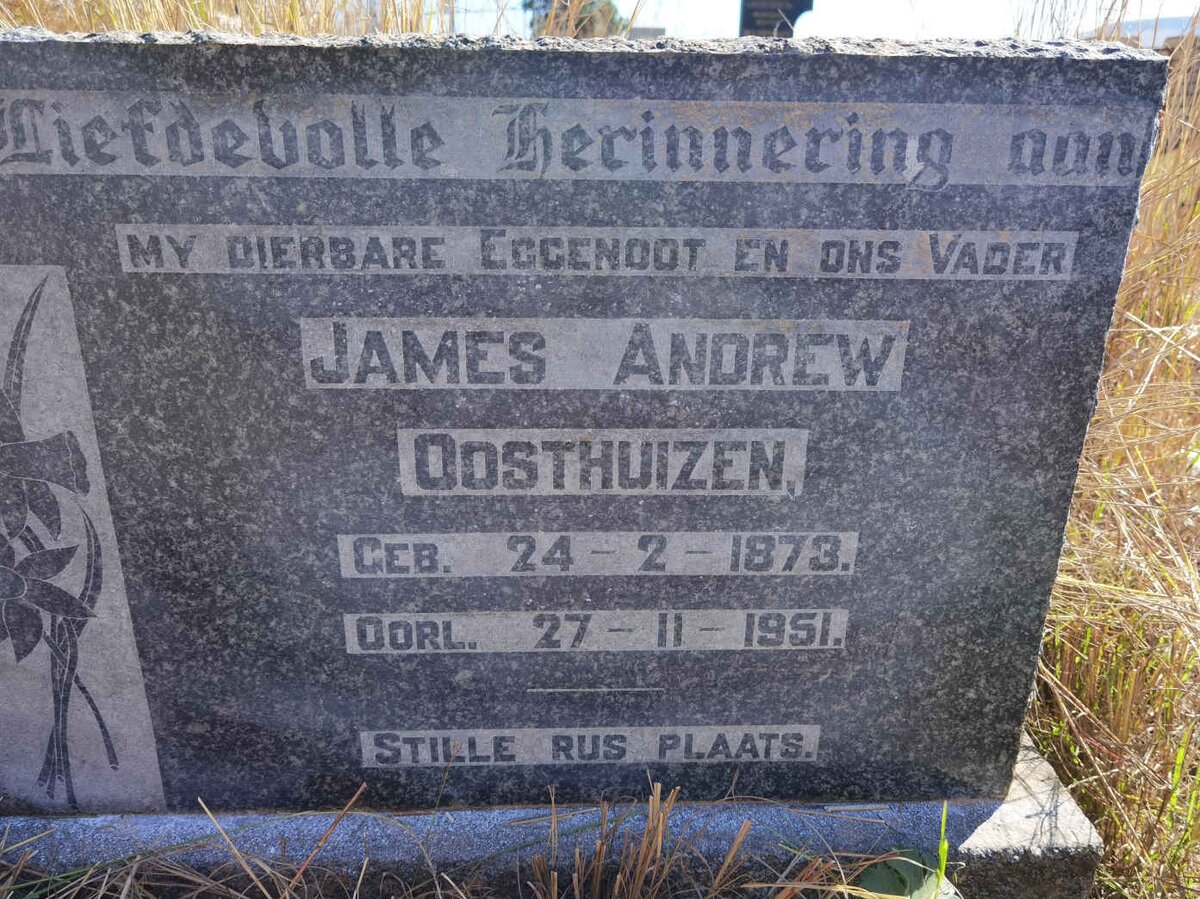 Liefdevolle Herinnering aan
MY DIERBARE EGGENOOT EN ONS VADER
JAMES ANDREW
OOSTHUIZEN,
GEB. 24-2-1873.
OORL. 27-11-1951.
STILLE RUS PLAATS.